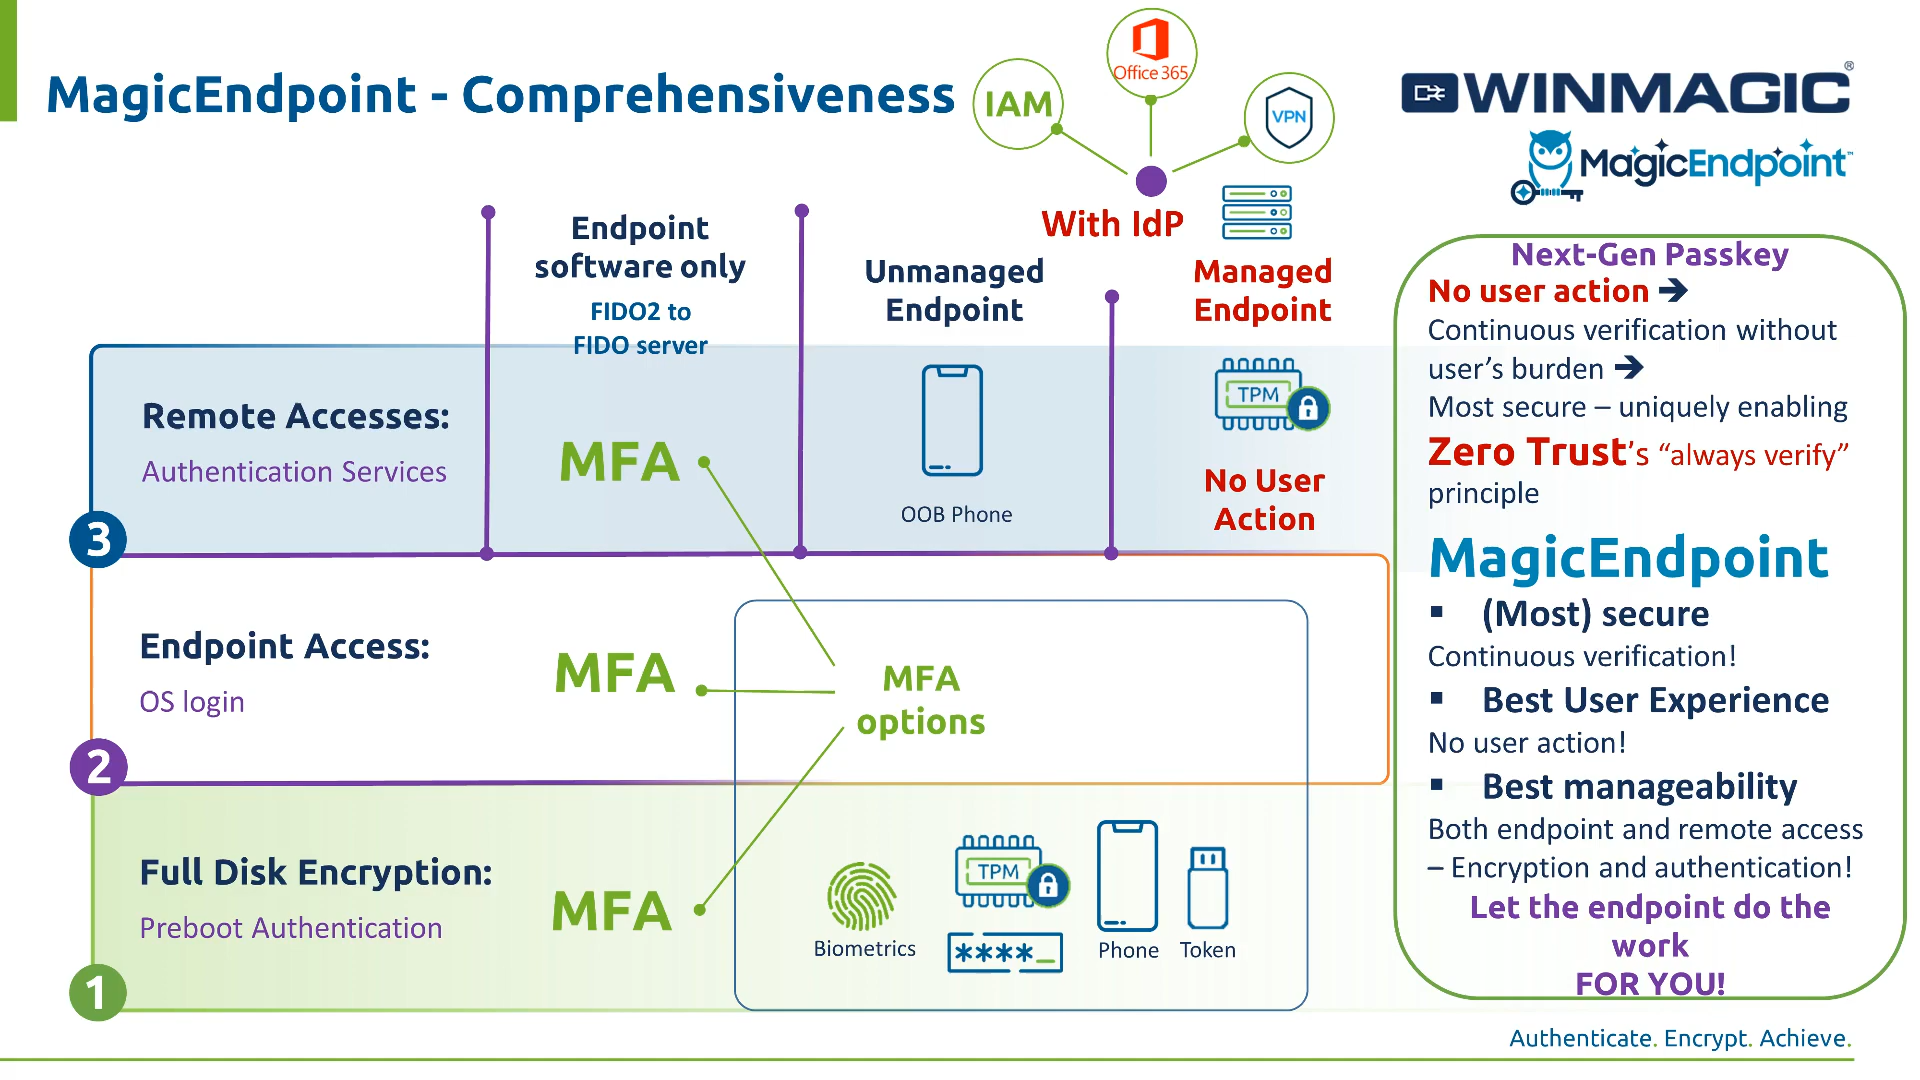 MagicEndpoint - Comprehensiveness
IAM
Office 365
VPN
WINMAGIC®
MagicEndpoint™
With IdP
Endpoint
software only
FIDO2 to
FIDO server
Unmanaged
Endpoint
Managed
Endpoint
Remote Accesses:
Authentication Services
MFA
OOB Phone
TPM
No User
Action
3
Endpoint Access:
OS login
MFA
MFA
options
2
Full Disk Encryption:
Preboot Authentication
MFA
Biometrics
TPM
****_
Phone
Token
1
Next-Gen Passkey
No user action ➔
Continuous verification without
user’s burden ➔
Most secure – uniquely enabling
Zero Trust’s “always verify”
principle
MagicEndpoint
▪ (Most) secure
Continuous verification!
▪ Best User Experience
No user action!
▪ Best manageability
Both endpoint and remote access
– Encryption and authentication!
Let the endpoint do the
work
FOR YOU!
Authenticate. Encrypt. Achieve.